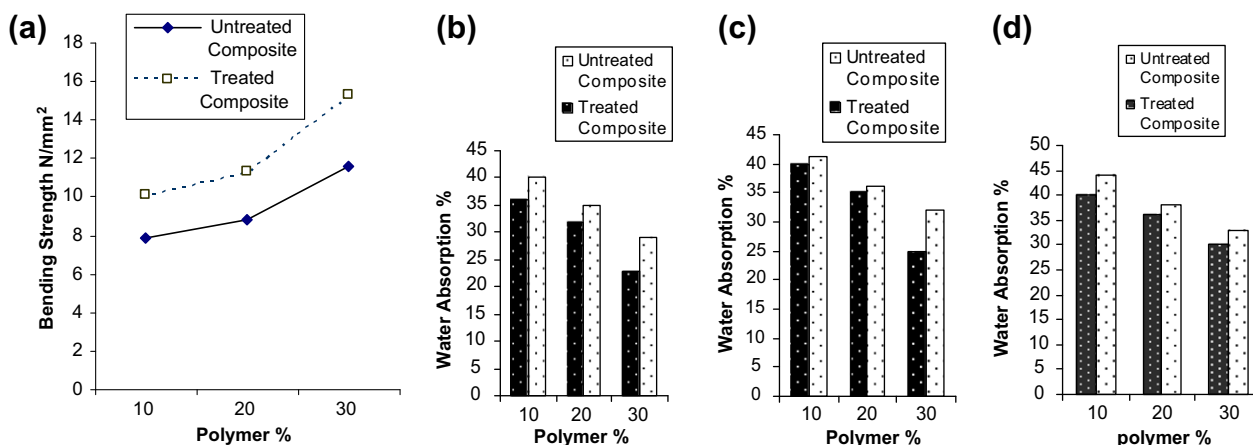 (a)
Untreated
Composite
Treated
Composite
Bending Strength N/mm²
18
16
14
12
10
8
6
4
2
0
10 20 30
Polymer %
(b)
Untreated
Composite
Treated
Composite
Water Absorption %
45
40
35
30
25
20
15
10
5
0
10 20 30
Polymer %
(c)
Untreated
Composite
Treated
Composite
Water Absorption %
45
40
35
30
25
20
15
10
5
0
10 20 30
Polymer %
(d)
Untreated
Composite
Treated
Composite
Water Absorption %
50
45
40
35
30
25
20
15
10
5
0
10 20 30
polymer %